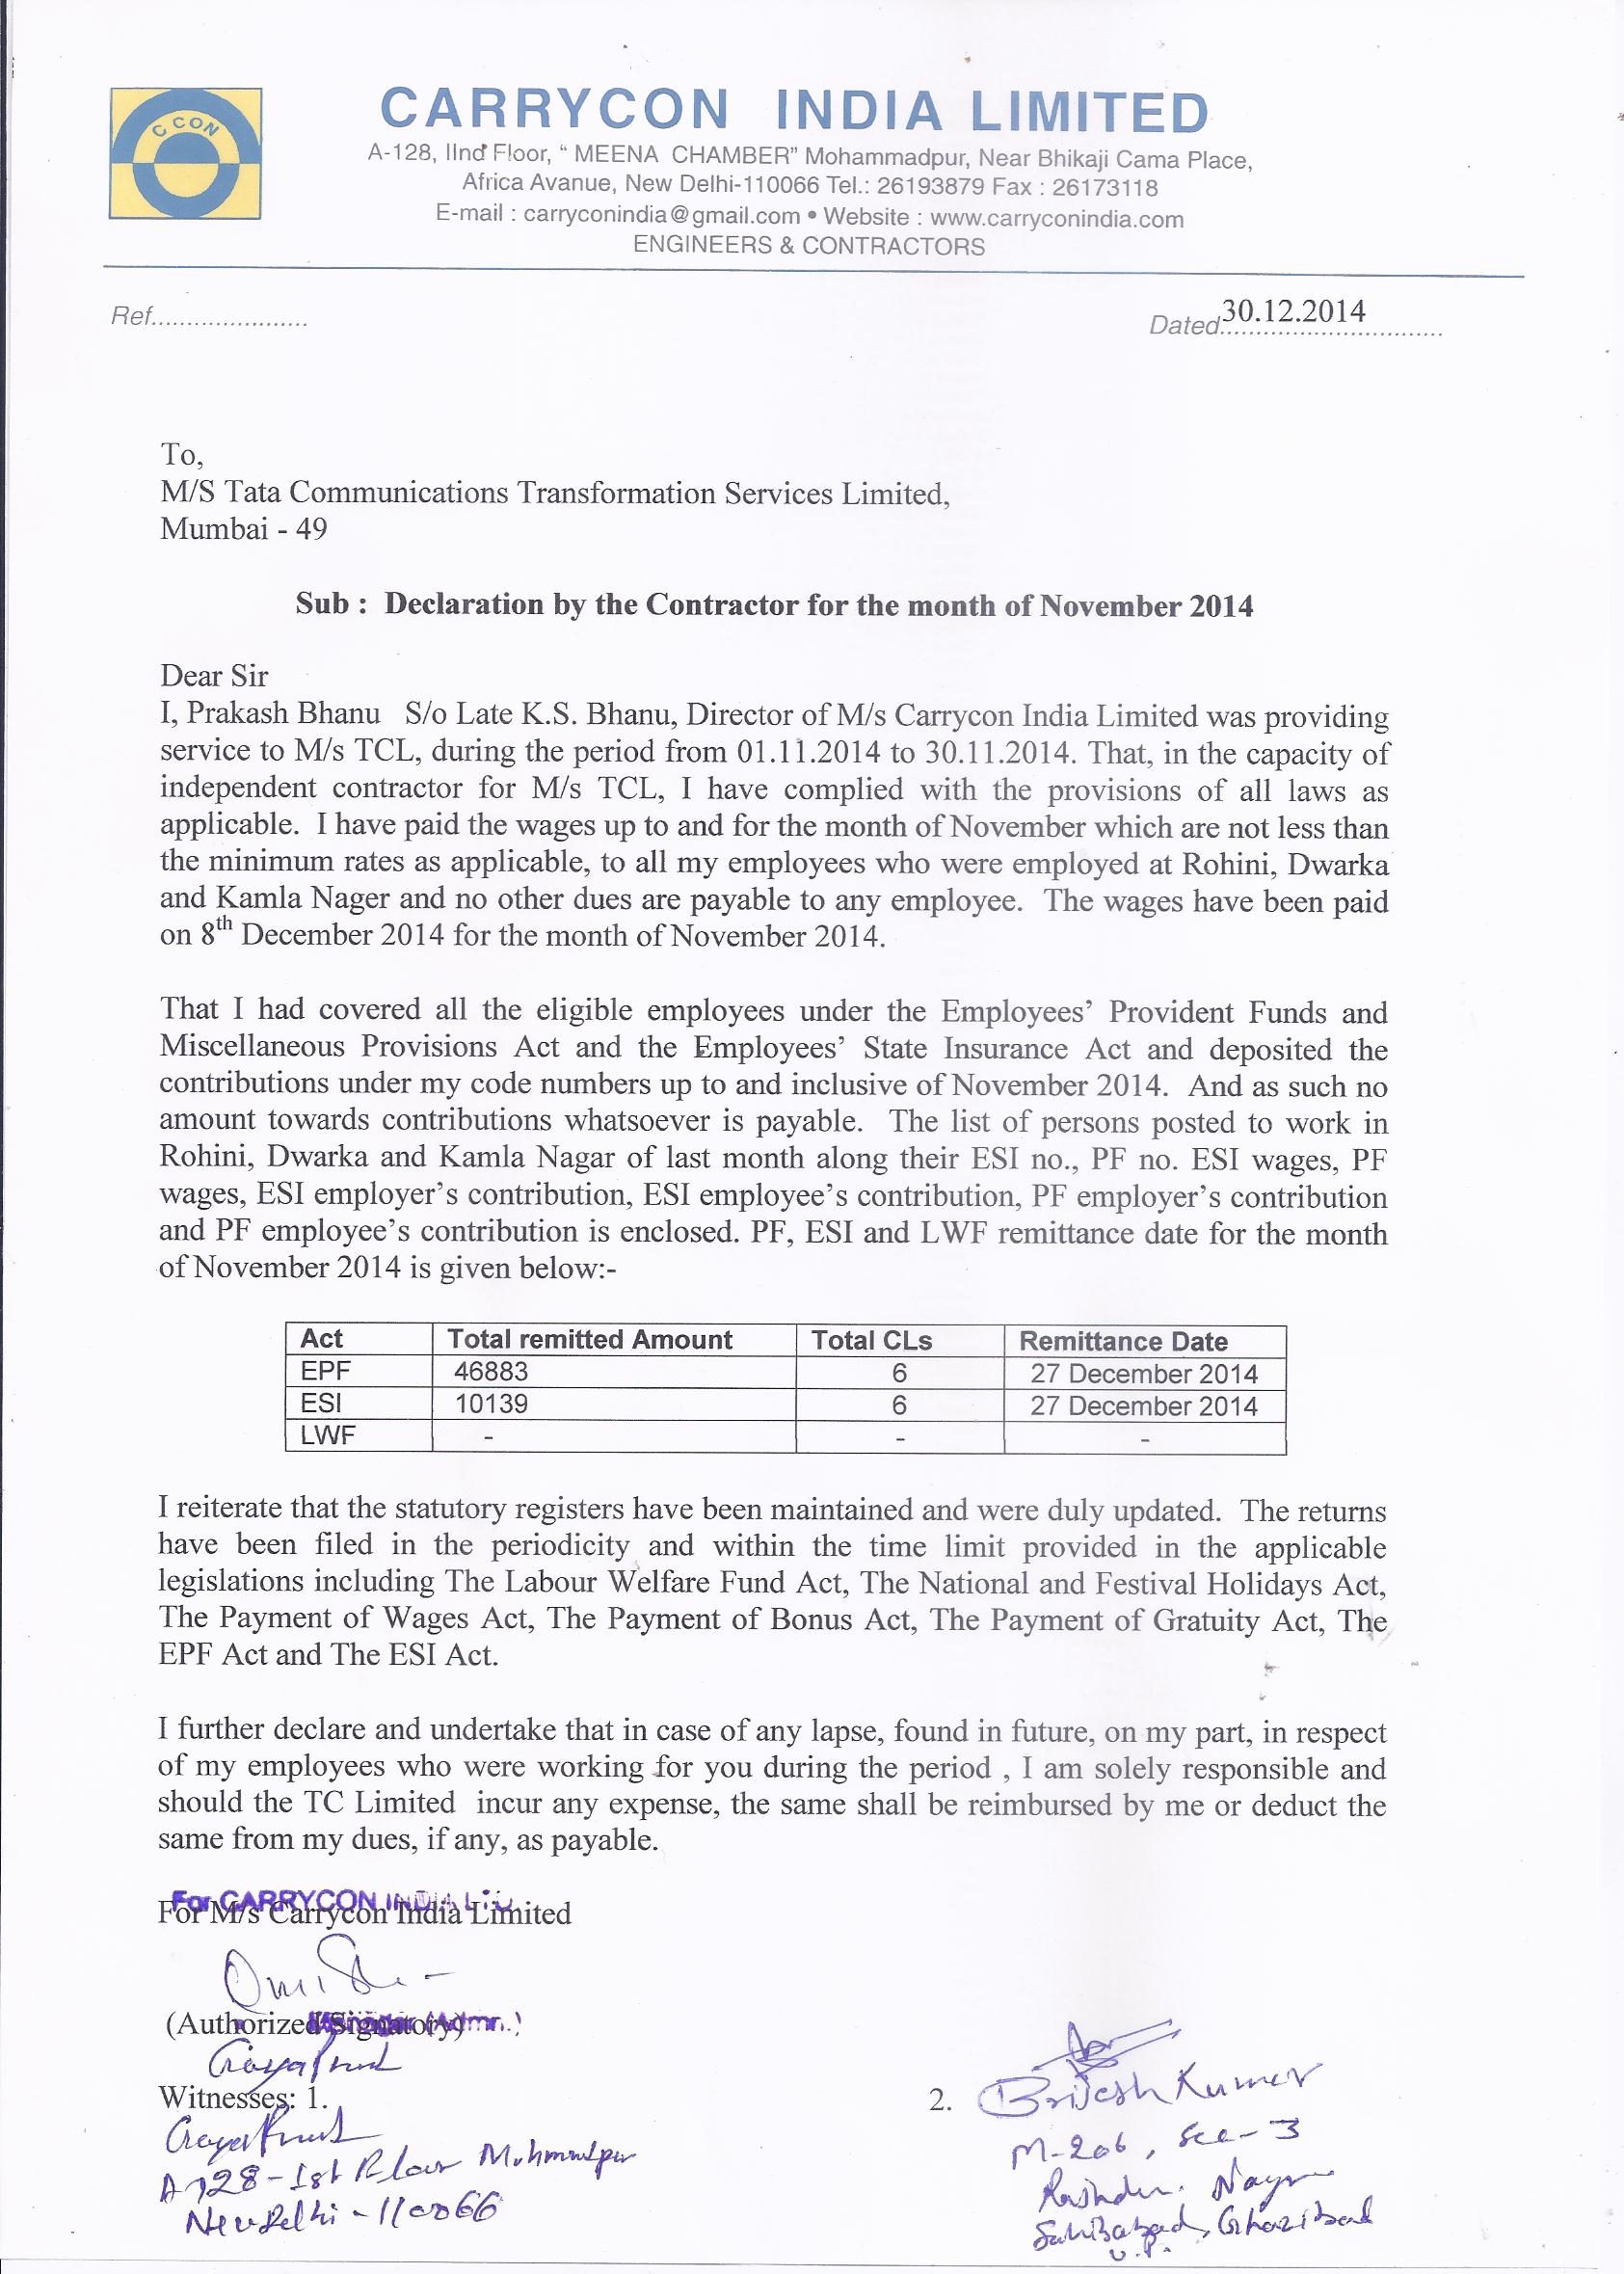 C CON
CARRYCON INDIA LIMITED
A-128, IInd Floor, “ MEENA CHAMBER” Mohammadpur, Near Bhikaji Cama Place,
Africa Avanue, New Delhi-110066 Tel.: 26193879 Fax : 26173118
E-mail : carryconindia@gmail.com • Website : www.carryconindia.com
ENGINEERS & CONTRACTORS
Ref......................
Dated 30.12.2014
To,
M/S Tata Communications Transformation Services Limited,
Mumbai - 49
Sub : Declaration by the Contractor for the month of November 2014
Dear Sir
I, Prakash Bhanu S/o Late K.S. Bhanu, Director of M/s Carrycon India Limited was providing
service to M/s TCL, during the period from 01.11.2014 to 30.11.2014. That, in the capacity of
independent contractor for M/s TCL, I have complied with the provisions of all laws as
applicable. I have paid the wages up to and for the month of November which are not less than
the minimum rates as applicable, to all my employees who were employed at Rohini, Dwarka
and Kamla Nager and no other dues are payable to any employee. The wages have been paid
on 8th December 2014 for the month of November 2014.
That I had covered all the eligible employees under the Employees’ Provident Funds and
Miscellaneous Provisions Act and the Employees’ State Insurance Act and deposited the
contributions under my code numbers up to and inclusive of November 2014. And as such no
amount towards contributions whatsoever is payable. The list of persons posted to work in
Rohini, Dwarka and Kamla Nagar of last month along their ESI no., PF no. ESI wages, PF
wages, ESI employer’s contribution, ESI employee’s contribution, PF employer’s contribution
and PF employee’s contribution is enclosed. PF, ESI and LWF remittance date for the month
of November 2014 is given below:-
Act Total remitted Amount Total CLs Remittance Date
EPF 46883 6 27 December 2014
ESI 10139 6 27 December 2014
LWF - - -
I reiterate that the statutory registers have been maintained and were duly updated. The returns
have been filed in the periodicity and within the time limit provided in the applicable
legislations including The Labour Welfare Fund Act, The National and Festival Holidays Act,
The Payment of Wages Act, The Payment of Bonus Act, The Payment of Gratuity Act, The
EPF Act and The ESI Act.
I further declare and undertake that in case of any lapse, found in future, on my part, in respect
of my employees who were working for you during the period , I am solely responsible and
should the TC Limited incur any expense, the same shall be reimbursed by me or deduct the
same from my dues, if any, as payable.
For CARRYCON INDIA LTD
For M/s Carrycon India Limited
(Authorized Signatory)
Manager (Admn.)
Witnesses: 1.
A-128-1st Floor
New Delhi - 110066
2. Brijesh Kumar
M-206, Sec-3
Sahibabad, Ghaziabad
U.P.